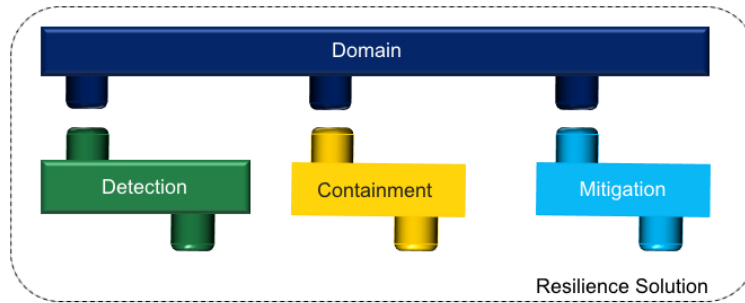 Domain
Detection
Containment
Mitigation
Resilience Solution